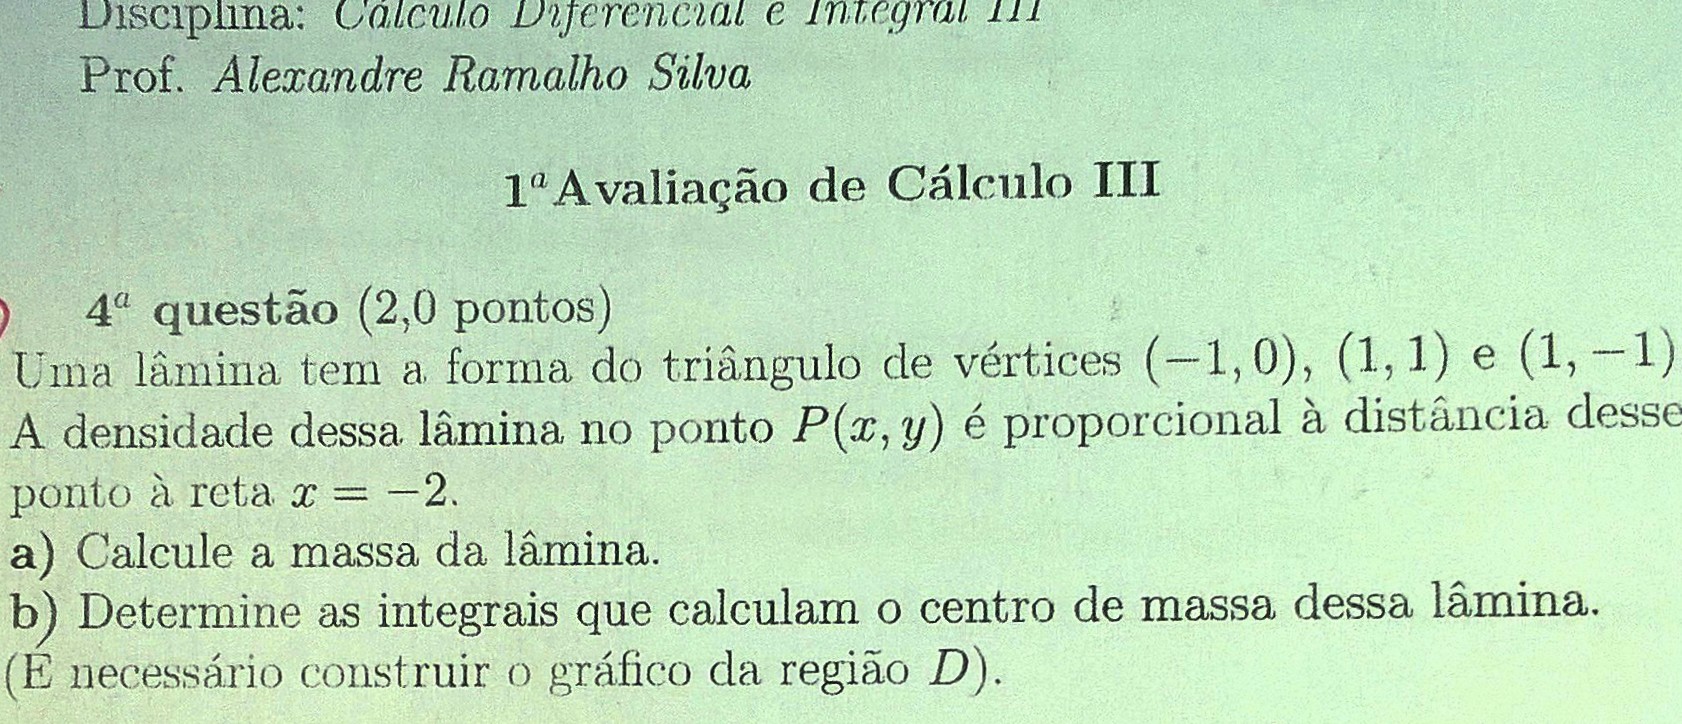 Disciplina: Cálculo Diferencial e Integral III
Prof. Alexandre Ramalho Silva
1ª Avaliação de Cálculo III
4ª questão (2,0 pontos)
Uma lâmina tem a forma do triângulo de vértices (−1, 0), (1, 1) e (1, −1)
A densidade dessa lâmina no ponto P(x, y) é proporcional à distância desse
ponto à reta x = −2.
a) Calcule a massa da lâmina.
b) Determine as integrais que calculam o centro de massa dessa lâmina.
(É necessário construir o gráfico da região D).